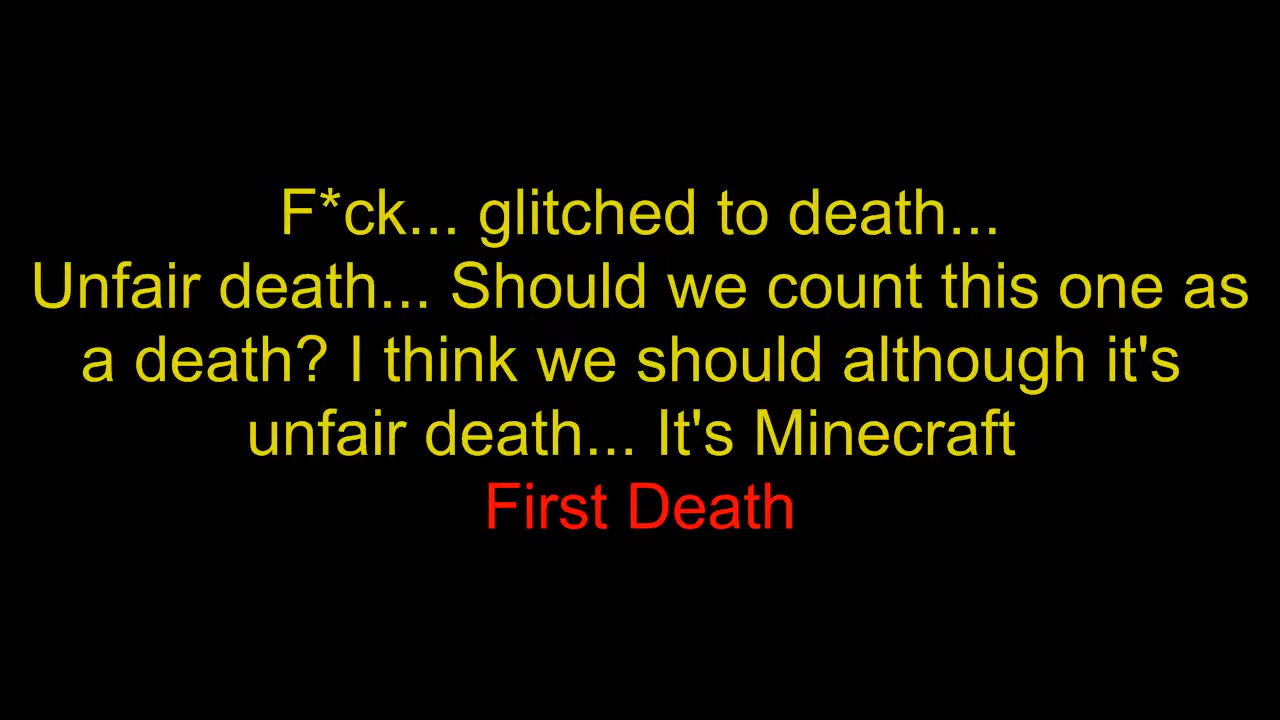 F*ck... glitched to death...
Unfair death... Should we count this one as
a death? I think we should although it's
unfair death... It's Minecraft
First Death